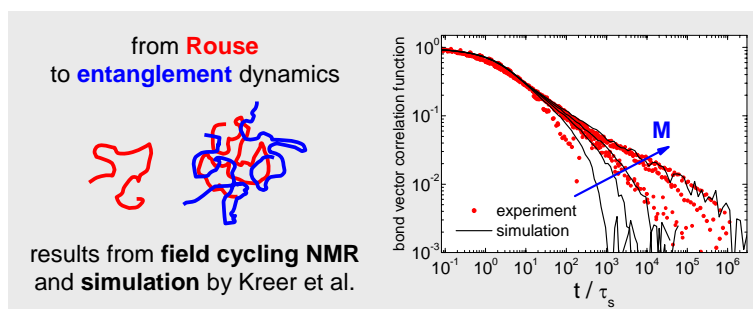 from Rouse
to entanglement dynamics
results from field cycling NMR
and simulation by Kreer et al.
bond vector correlation function
10⁰
10⁻¹
10⁻²
10⁻³
M
experiment
simulation
10⁻¹ 10⁰ 10¹ 10² 10³ 10⁴ 10⁵ 10⁶
t / τₛ